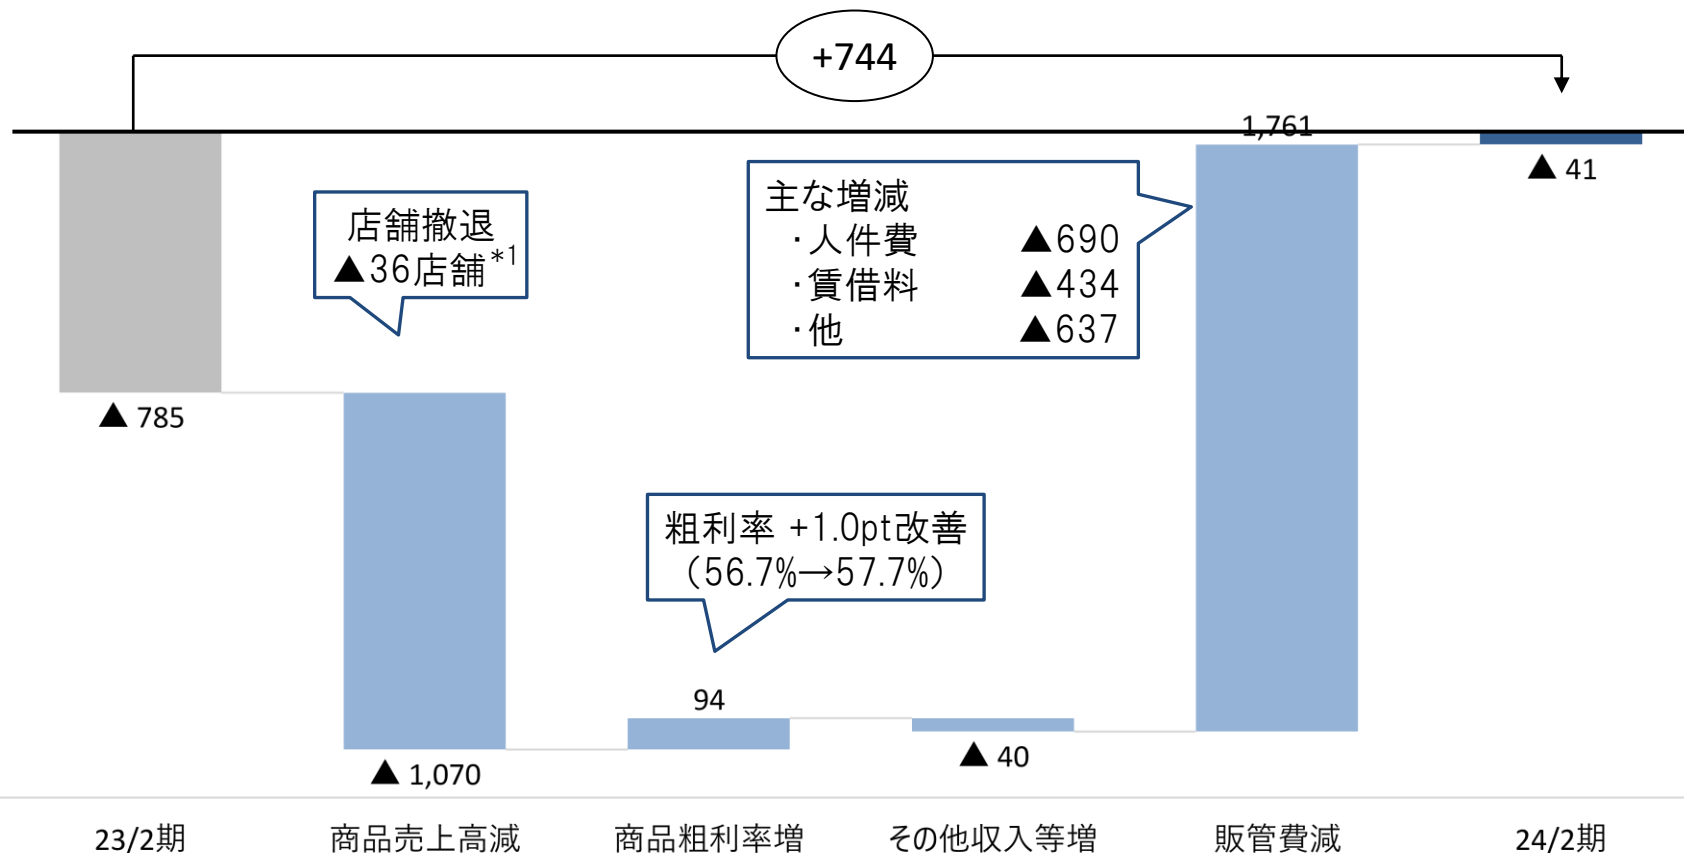 +744
1,761
▲ 41
店舗撤退
▲36店舗*1
主な増減
・人件費 ▲690
・賃借料 ▲434
・他 ▲637
▲ 785
粗利率 +1.0pt改善
（56.7%→57.7%）
94
▲ 1,070
▲ 40
23/2期 商品売上高減 商品粗利率増 その他収入等増 販管費減 24/2期